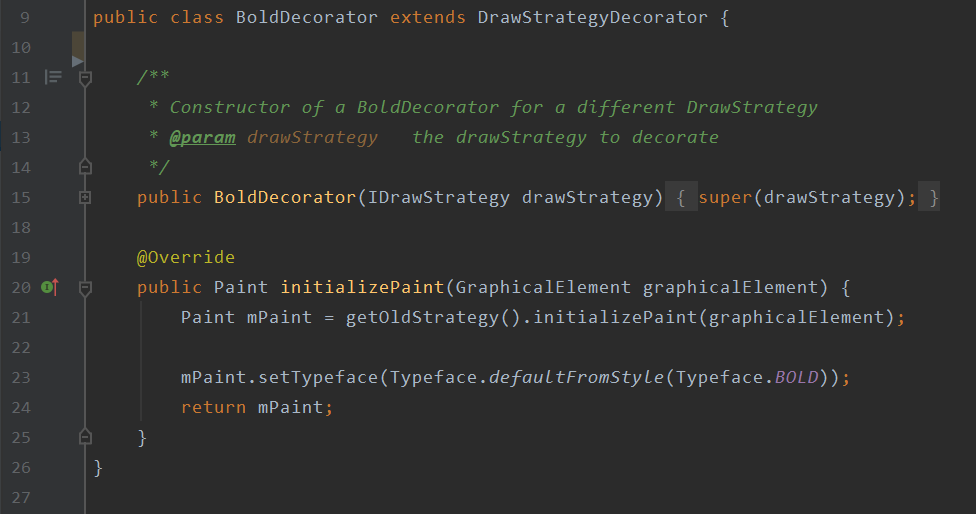 9 public class BoldDecorator extends DrawStrategyDecorator {
10
11 /**
12 * Constructor of a BoldDecorator for a different DrawStrategy
13 * @param drawStrategy the drawStrategy to decorate
14 */
15 public BoldDecorator(IDrawStrategy drawStrategy) { super(drawStrategy); }
18
19 @Override
20 public Paint initializePaint(GraphicalElement graphicalElement) {
21 Paint mPaint = getOldStrategy().initializePaint(graphicalElement);
22
23 mPaint.setTypeface(Typeface.defaultFromStyle(Typeface.BOLD));
24 return mPaint;
25 }
26 }
27